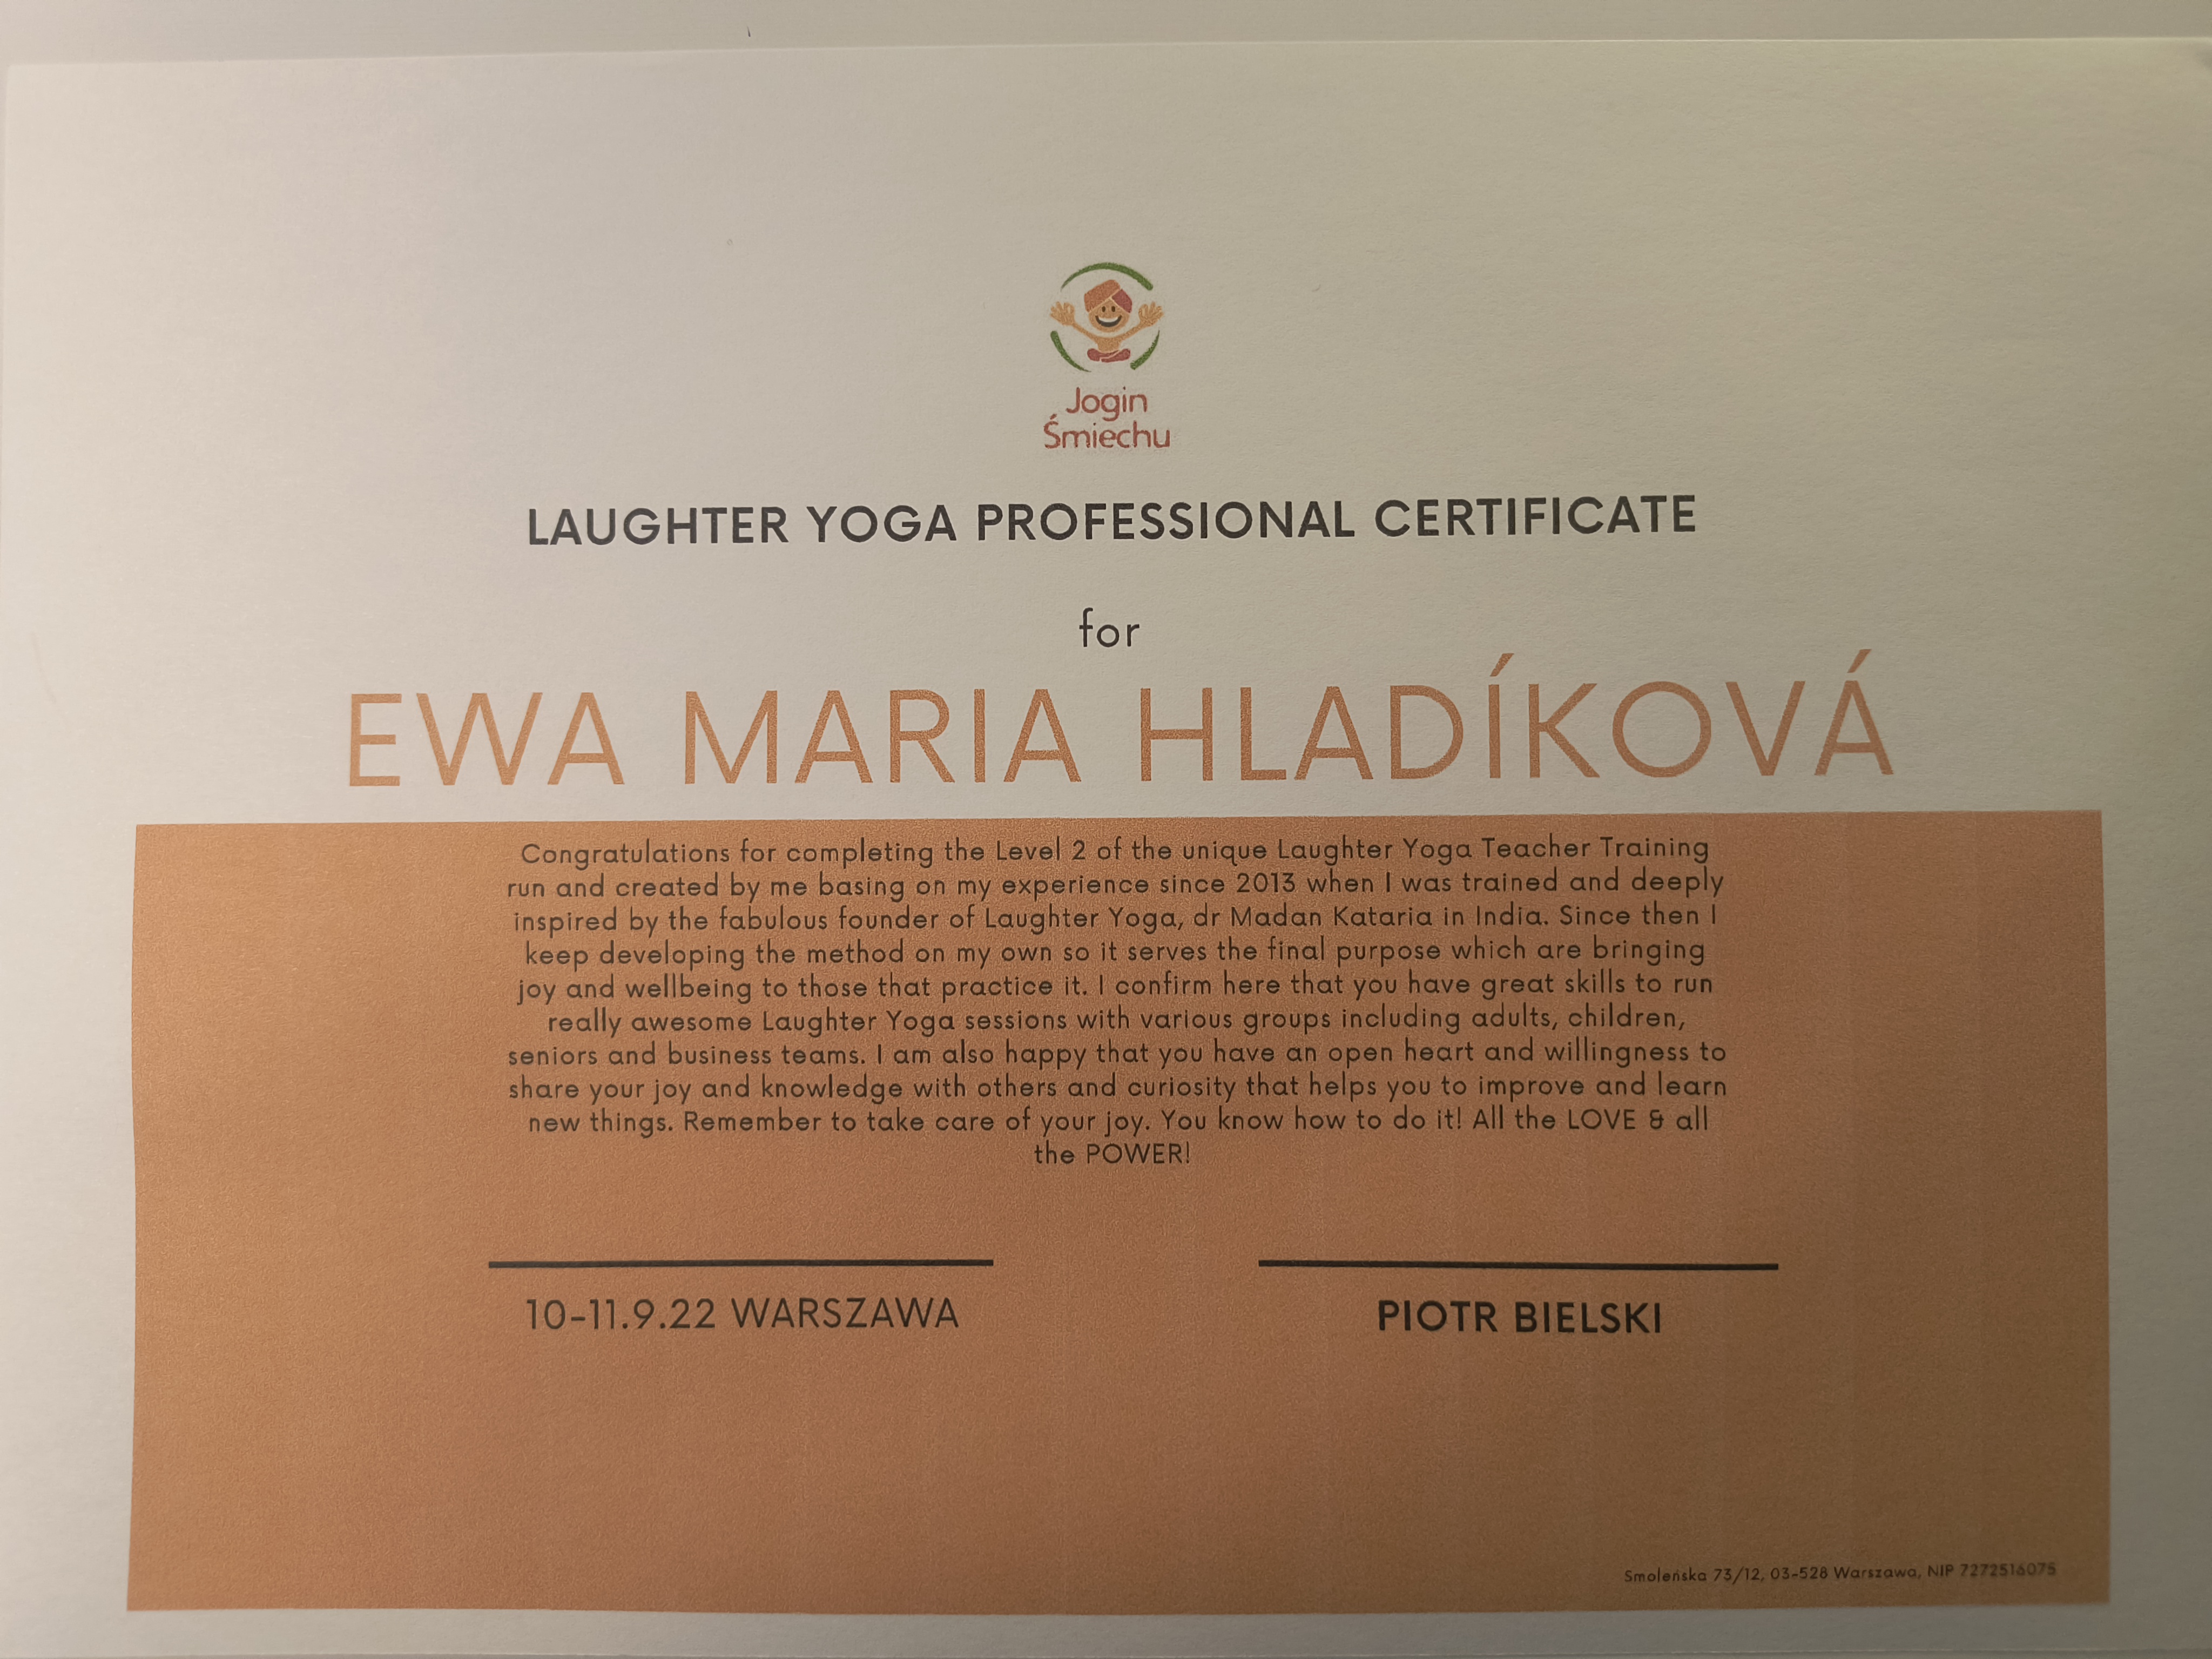 Jogin
Śmiechu
LAUGHTER YOGA PROFESSIONAL CERTIFICATE
for
EWA MARIA HLADÍKOVÁ
Congratulations for completing the Level 2 of the unique Laughter Yoga Teacher Training
run and created by me basing on my experience since 2013 when I was trained and deeply
inspired by the fabulous founder of Laughter Yoga, dr Madan Kataria in India. Since then I
keep developing the method on my own so it serves the final purpose which are bringing
joy and wellbeing to those that practice it. I confirm here that you have great skills to run
really awesome Laughter Yoga sessions with various groups including adults, children,
seniors and business teams. I am also happy that you have an open heart and willingness to
share your joy and knowledge with others and curiosity that helps you to improve and learn
new things. Remember to take care of your joy. You know how to do it! All the LOVE & all
the POWER!
10-11.9.22 WARSZAWA
PIOTR BIELSKI
Smoleńska 73/12, 03-528 Warszawa, NIP 7272516075